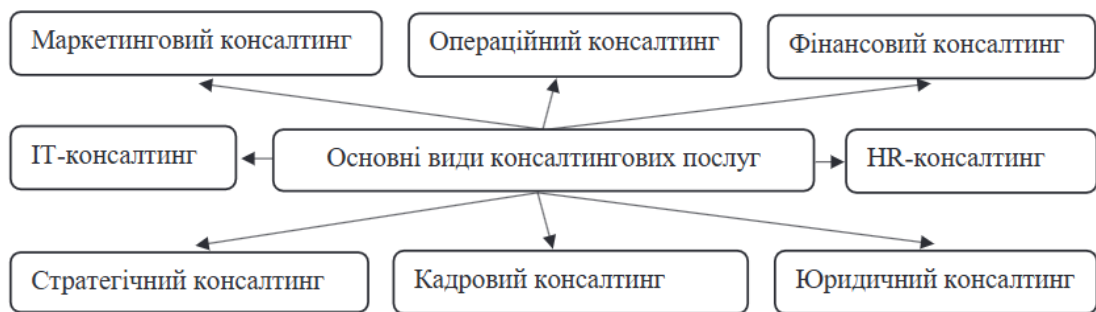 Маркетинговий консалтинг
Операційний консалтинг
Фінансовий консалтинг
ІТ-консалтинг
Основні види консалтингових послуг
HR-консалтинг
Стратегічний консалтинг
Кадровий консалтинг
Юридичний консалтинг